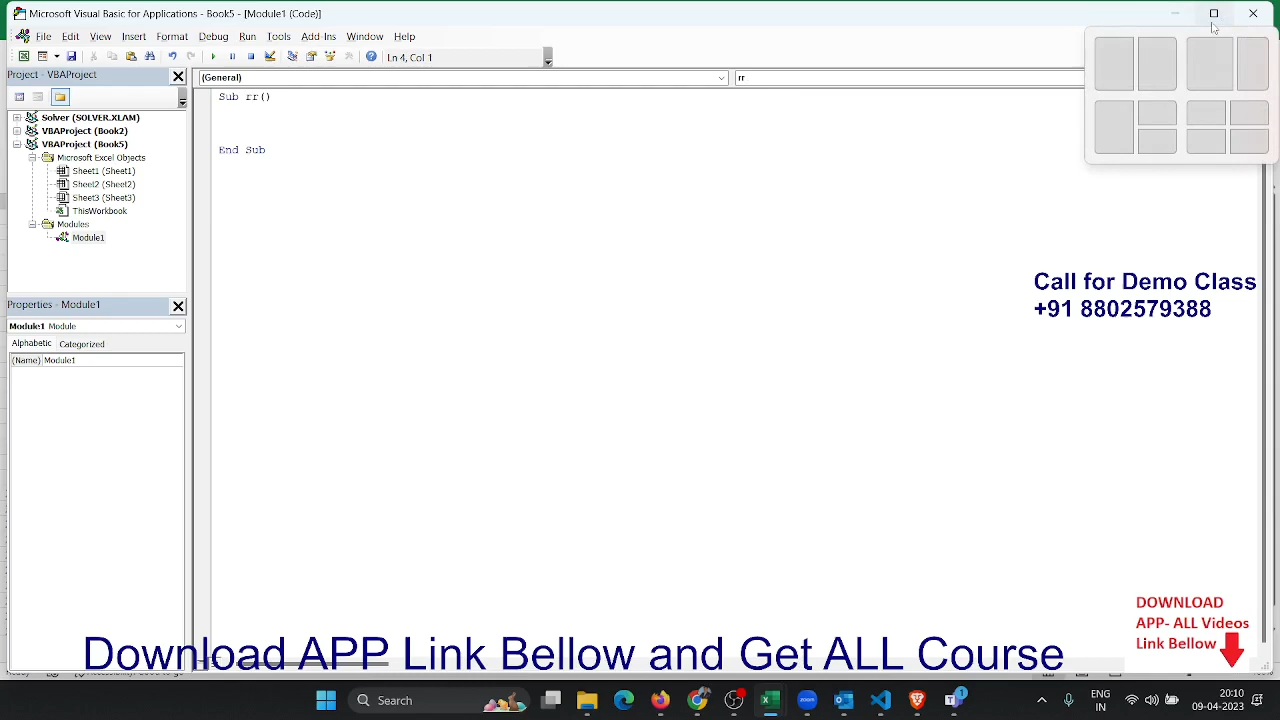 Microsoft Visual Basic for Applications - Book5 - [Module1 (Code)]
File Edit View Insert Format Debug Run Tools Add-Ins Window Help
Ln 4, Col 1
Project - VBAProject
(General)
rr
Solver (SOLVER.XLAM)
VBAProject (Book2)
VBAProject (Book5)
Microsoft Excel Objects
Sheet1 (Sheet1)
Sheet2 (Sheet2)
Sheet3 (Sheet3)
ThisWorkbook
Modules
Module1
Sub rr()
End Sub
Call for Demo Class
+91 8802579388
Properties - Module1
Module1 Module
Alphabetic Categorized
(Name) Module1
DOWNLOAD
APP- ALL Videos
Link Bellow
Download APP Link Bellow and Get ALL Course
Search
1
ENG
IN
20:10
09-04-2023